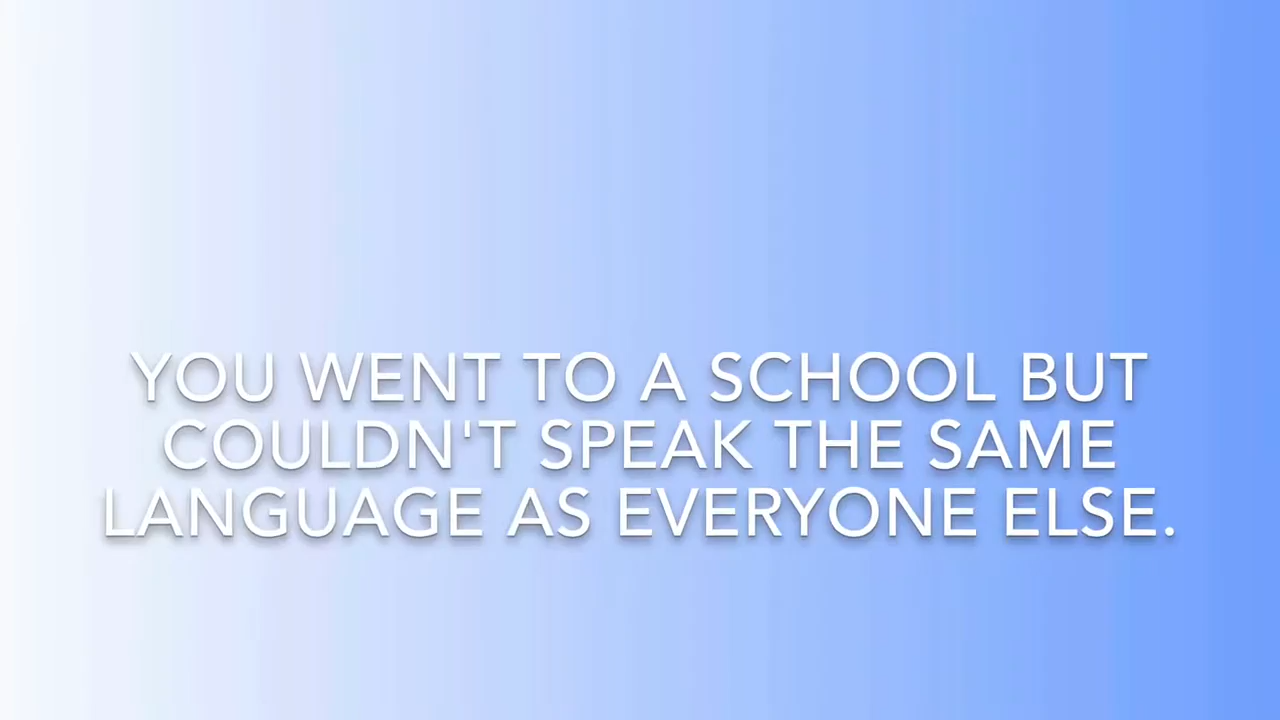 YOU WENT TO A SCHOOL BUT
COULDN'T SPEAK THE SAME
LANGUAGE AS EVERYONE ELSE.